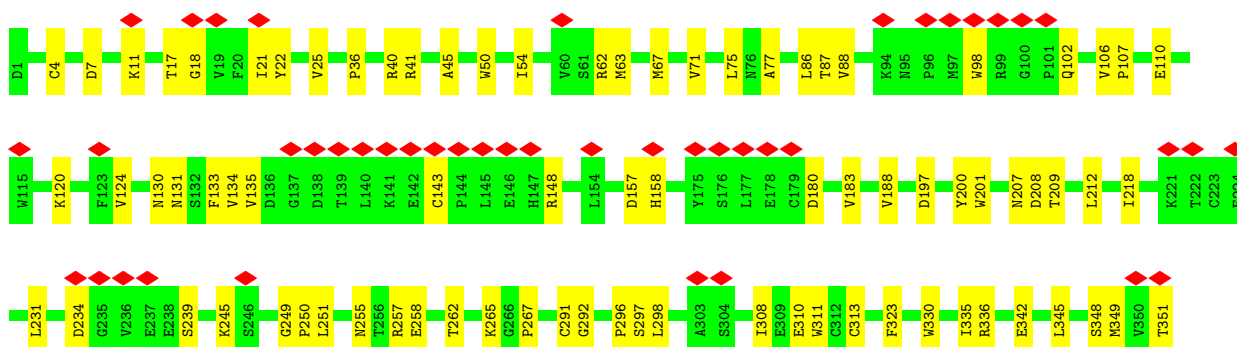 D1 C4 D7 K11 T17 G18 V19 F20 I21 Y22 V25 P36 R40 R41 A45 W50 I54 V60 S61 R62 M63 M67 V71 L75 N76 A77 L86 T87 V88 K94 N95 P96 M97 W98 R99 G100 P101 Q102 V106 P107 E110
W115 K120 F123 V124 N130 N131 S132 F133 V134 V135 D136 G137 D138 T139 L140 K141 E142 C143 P144 L145 E146 H147 R148 L154 D157 H158 Y175 S176 L177 E178 C179 D180 V183 V188 D197 Y200 W201 N207 D208 T209 L212 I218 K221 T222 C223
L231 D234 G235 V236 E237 E238 S239 K245 S246 G249 P250 L251 N255 T256 R257 E258 T262 K265 G266 P267 C291 G292 P296 S297 L298 A303 S304 I308 E309 E310 W311 C312 C313 F323 W330 I335 R336 E342 L345 S348 M349 V350 T351